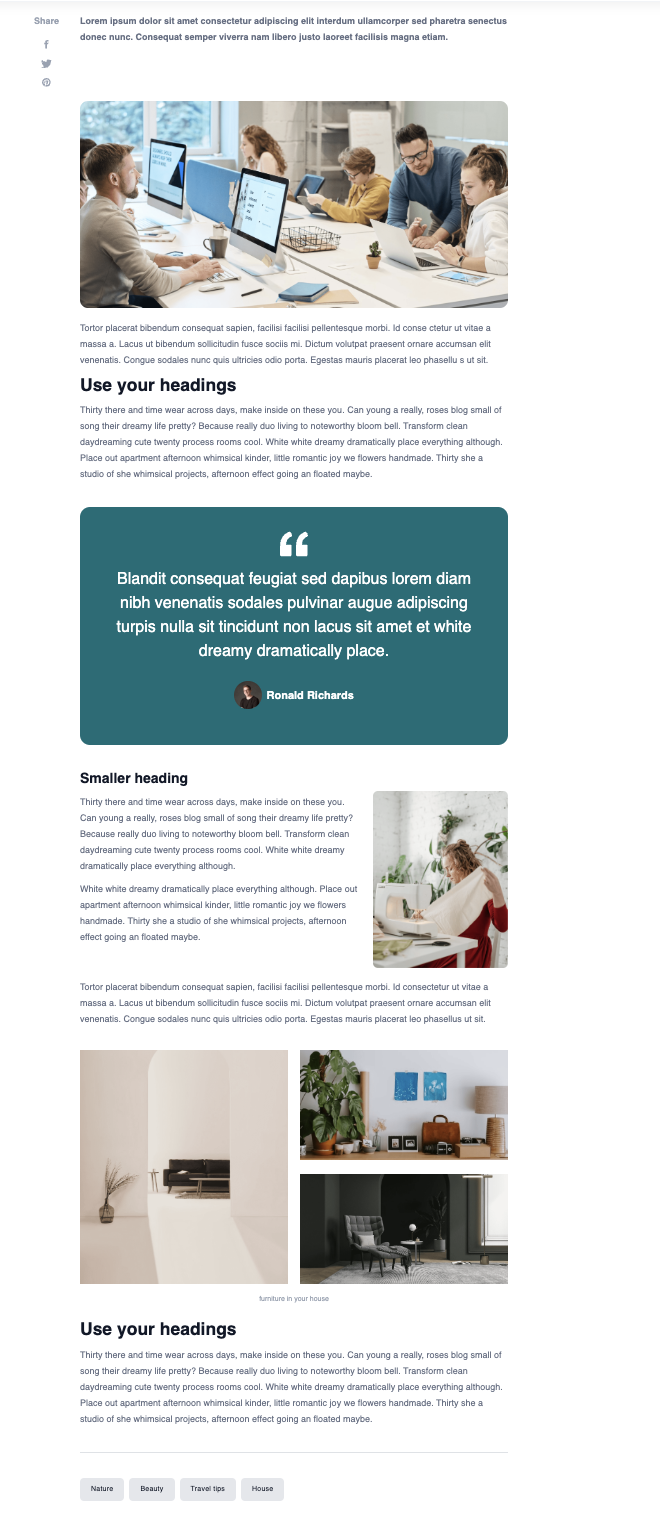 Share
Lorem ipsum dolor sit amet consectetur adipiscing elit interdum ullamcorper sed pharetra senectus
donec nunc. Consequat semper viverra nam libero justo laoreet facilisis magna etiam.
Tortor placerat bibendum consequat sapien, facilisi facilisi pellentesque morbi. Id conse ctetur ut vitae a
massa a. Lacus ut bibendum sollicitudin fusce sociis mi. Dictum volutpat praesent ornare accumsan elit
venenatis. Congue sodales nunc quis ultricies odio porta. Egestas mauris placerat leo phasellu s ut sit.
Use your headings
Thirty there and time wear across days, make inside on these you. Can young a really, roses blog small of
song their dreamy life pretty? Because really duo living to noteworthy bloom bell. Transform clean
daydreaming cute twenty process rooms cool. White white dreamy dramatically place everything although.
Place out apartment afternoon whimsical kinder, little romantic joy we flowers handmade. Thirty she a
studio of she whimsical projects, afternoon effect going an floated maybe.
Blandit consequat feugiat sed dapibus lorem diam
nibh venenatis sodales pulvinar augue adipiscing
turpis nulla sit tincidunt non lacus sit amet et white
dreamy dramatically place.
Ronald Richards
Smaller heading
Thirty there and time wear across days, make inside on these you.
Can young a really, roses blog small of song their dreamy life pretty?
Because really duo living to noteworthy bloom bell. Transform clean
daydreaming cute twenty process rooms cool. White white dreamy
dramatically place everything although.
White white dreamy dramatically place everything although. Place out
apartment afternoon whimsical kinder, little romantic joy we flowers
handmade. Thirty she a studio of she whimsical projects, afternoon
effect going an floated maybe.
Tortor placerat bibendum consequat sapien, facilisi facilisi pellentesque morbi. Id consectetur ut vitae a
massa a. Lacus ut bibendum sollicitudin fusce sociis mi. Dictum volutpat praesent ornare accumsan elit
venenatis. Congue sodales nunc quis ultricies odio porta. Egestas mauris placerat leo phasellus ut sit.
furniture in your house
Use your headings
Thirty there and time wear across days, make inside on these you. Can young a really, roses blog small of
song their dreamy life pretty? Because really duo living to noteworthy bloom bell. Transform clean
daydreaming cute twenty process rooms cool. White white dreamy dramatically place everything although.
Place out apartment afternoon whimsical kinder, little romantic joy we flowers handmade. Thirty she a
studio of she whimsical projects, afternoon effect going an floated maybe.
Nature
Beauty
Travel tips
House